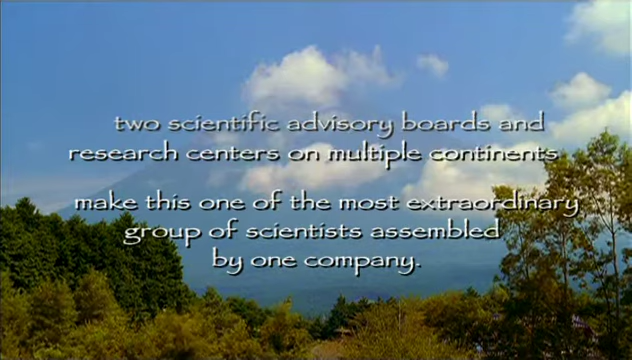 two scientific advisory boards and
research centers on multiple continents
make this one of the most extraordinary
group of scientists assembled
by one company.